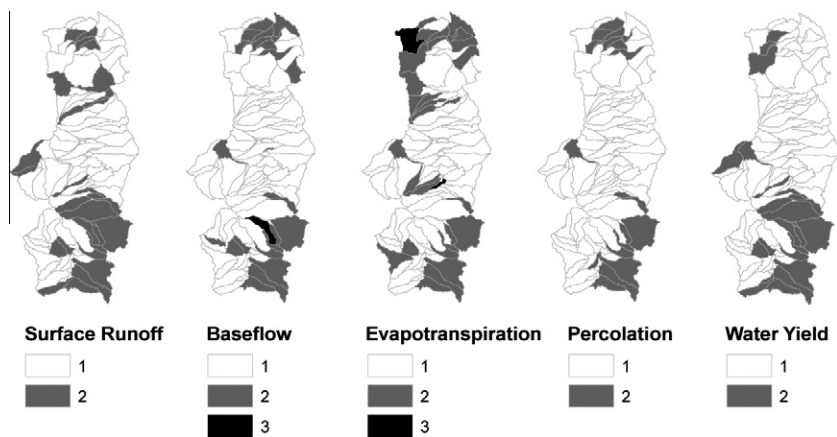 Surface Runoff
1
2
Baseflow
1
2
3
Evapotranspiration
1
2
3
Percolation
1
2
Water Yield
1
2